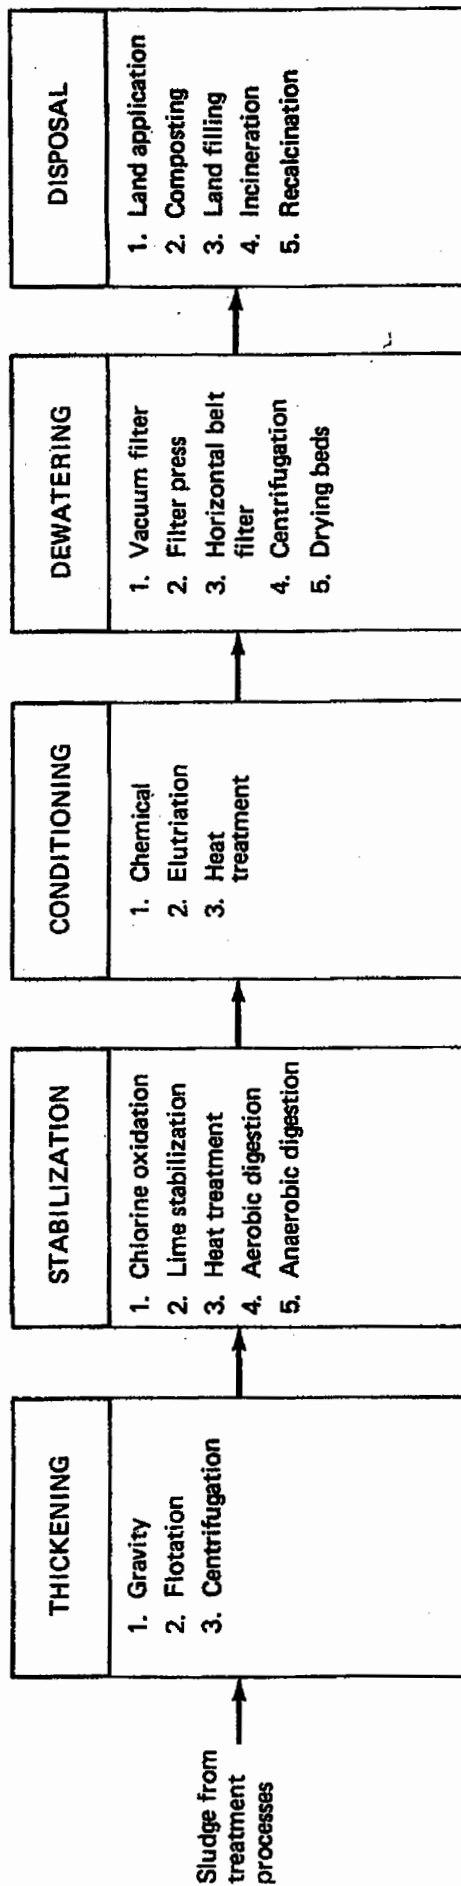 Sludge from
treatment
processes
THICKENING
1. Gravity
2. Flotation
3. Centrifugation
STABILIZATION
1. Chlorine oxidation
2. Lime stabilization
3. Heat treatment
4. Aerobic digestion
5. Anaerobic digestion
CONDITIONING
1. Chemical
2. Elutriation
3. Heat
treatment
DEWATERING
1. Vacuum filter
2. Filter press
3. Horizontal belt
filter
4. Centrifugation
5. Drying beds
DISPOSAL
1. Land application
2. Composting
3. Land filling
4. Incineration
5. Recalcination